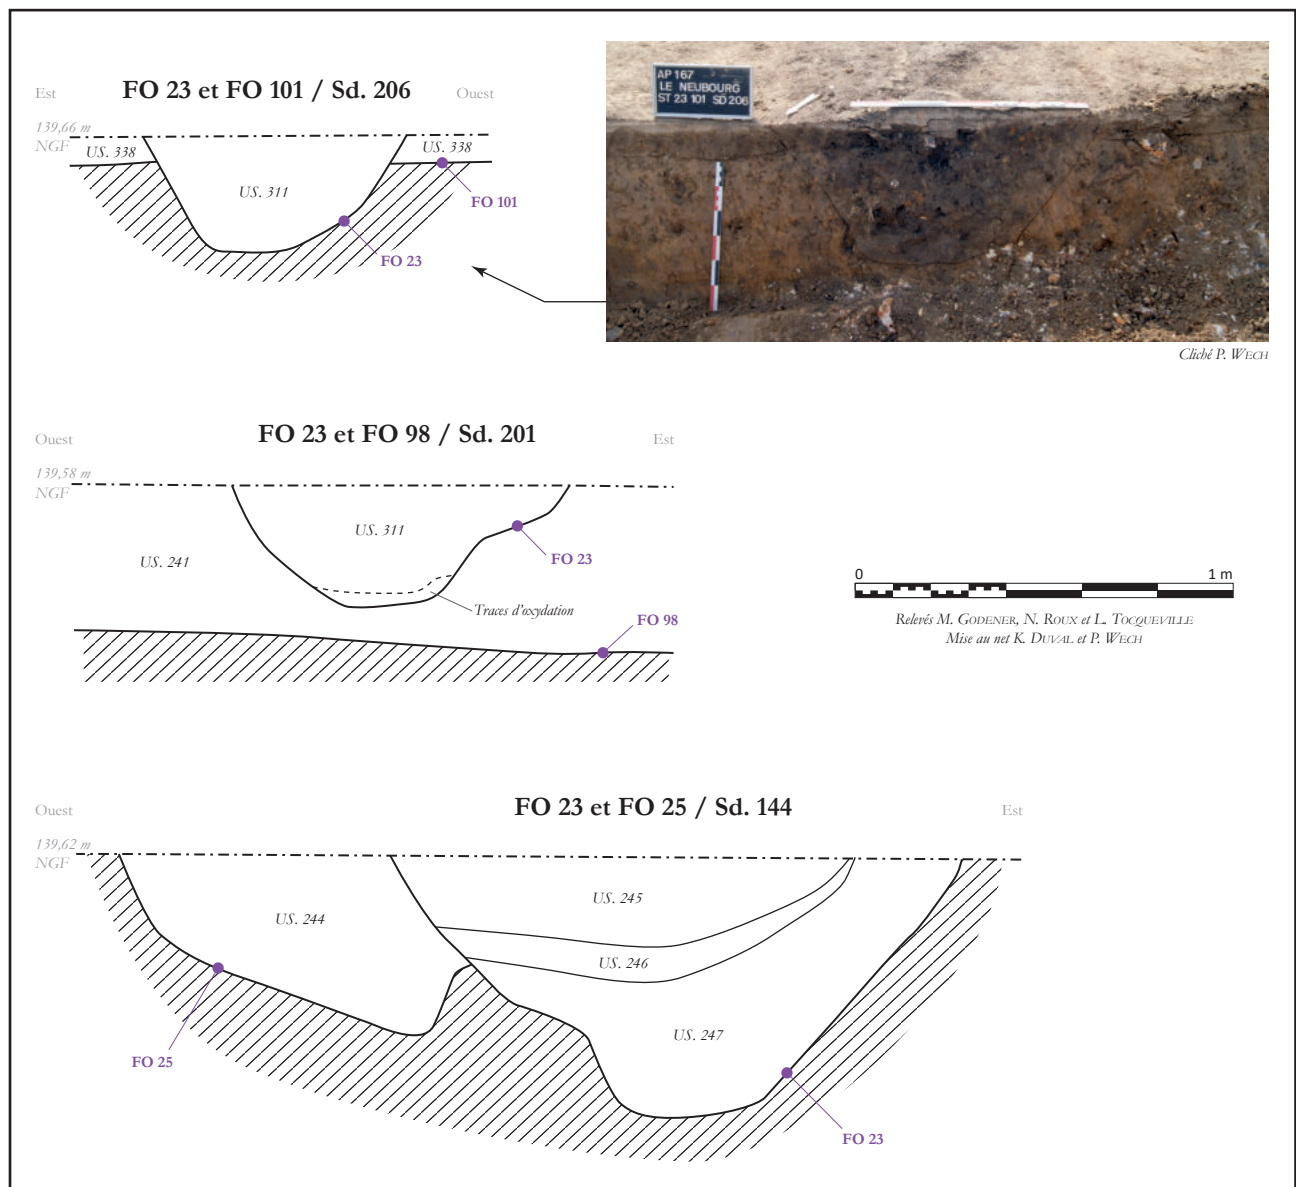 FO 23 et FO 101 / Sd. 206
Est
Ouest
139,66 m
NGF
US. 338
US. 338
US. 311
FO 101
FO 23
AP 167
LE NEUBOURG
ST 23 101 SD 206
Cliché P. WECH
FO 23 et FO 98 / Sd. 201
Ouest
Est
139,58 m
NGF
US. 311
US. 241
FO 23
Traces d'oxydation
FO 98
0 1 m
Relevés M. GODENER, N. ROUX et L. TOCQUEVILLE
Mise au net K. DUVAL et P. WECH
FO 23 et FO 25 / Sd. 144
Ouest
Est
139,62 m
NGF
US. 245
US. 244
US. 246
US. 247
FO 25
FO 23